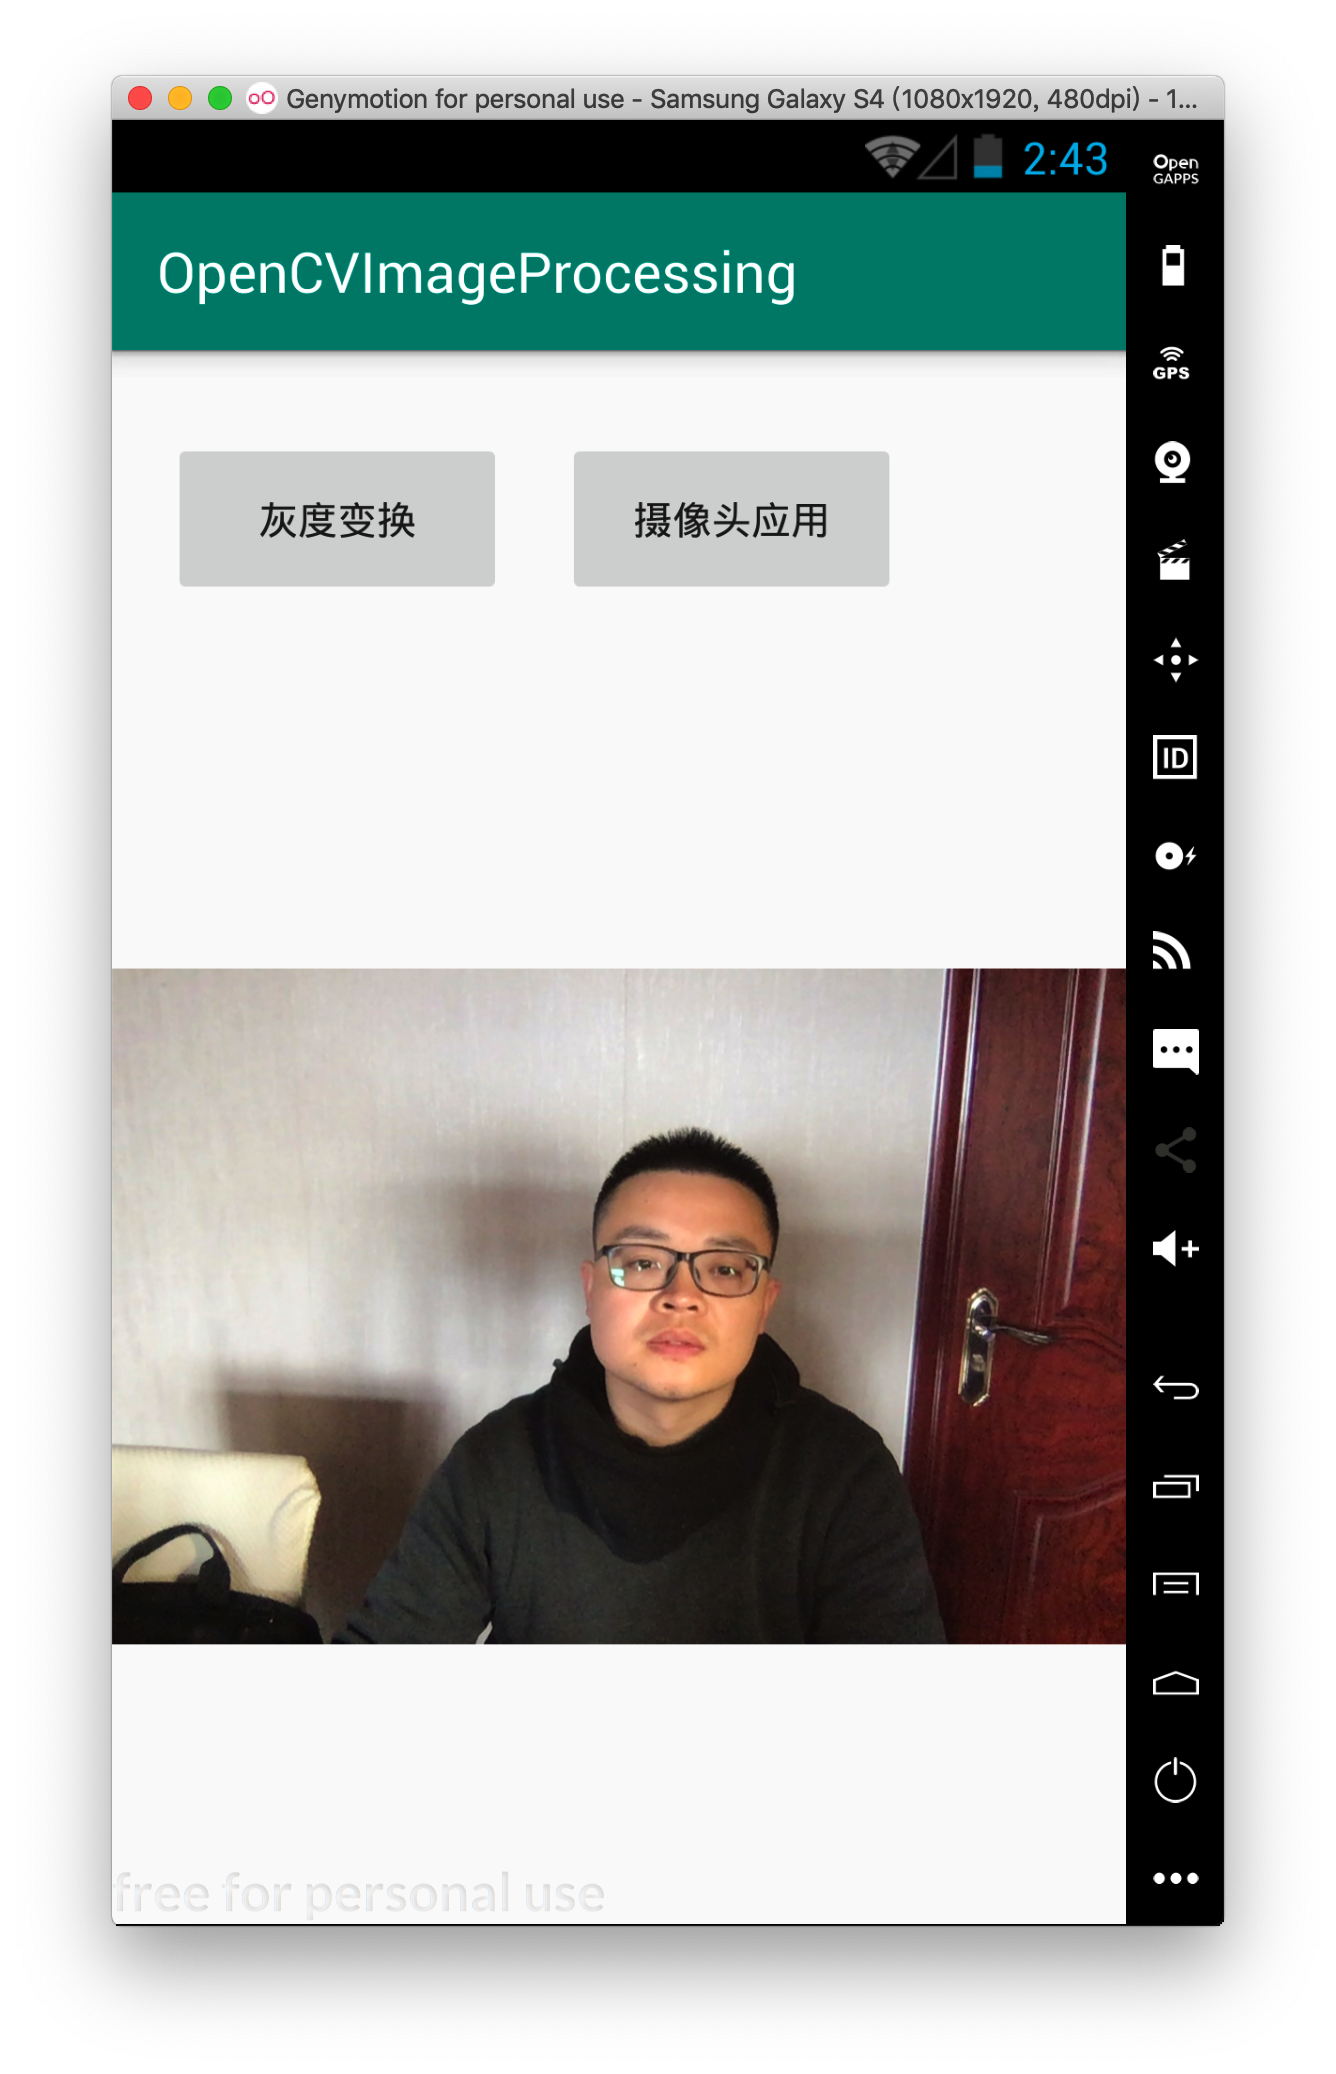 Genymotion for personal use - Samsung Galaxy S4 (1080x1920, 480dpi) - 1...
2:43
Open
GAPPS
OpenCVImageProcessing
GPS
灰度变换
摄像头应用
ID
free for personal use